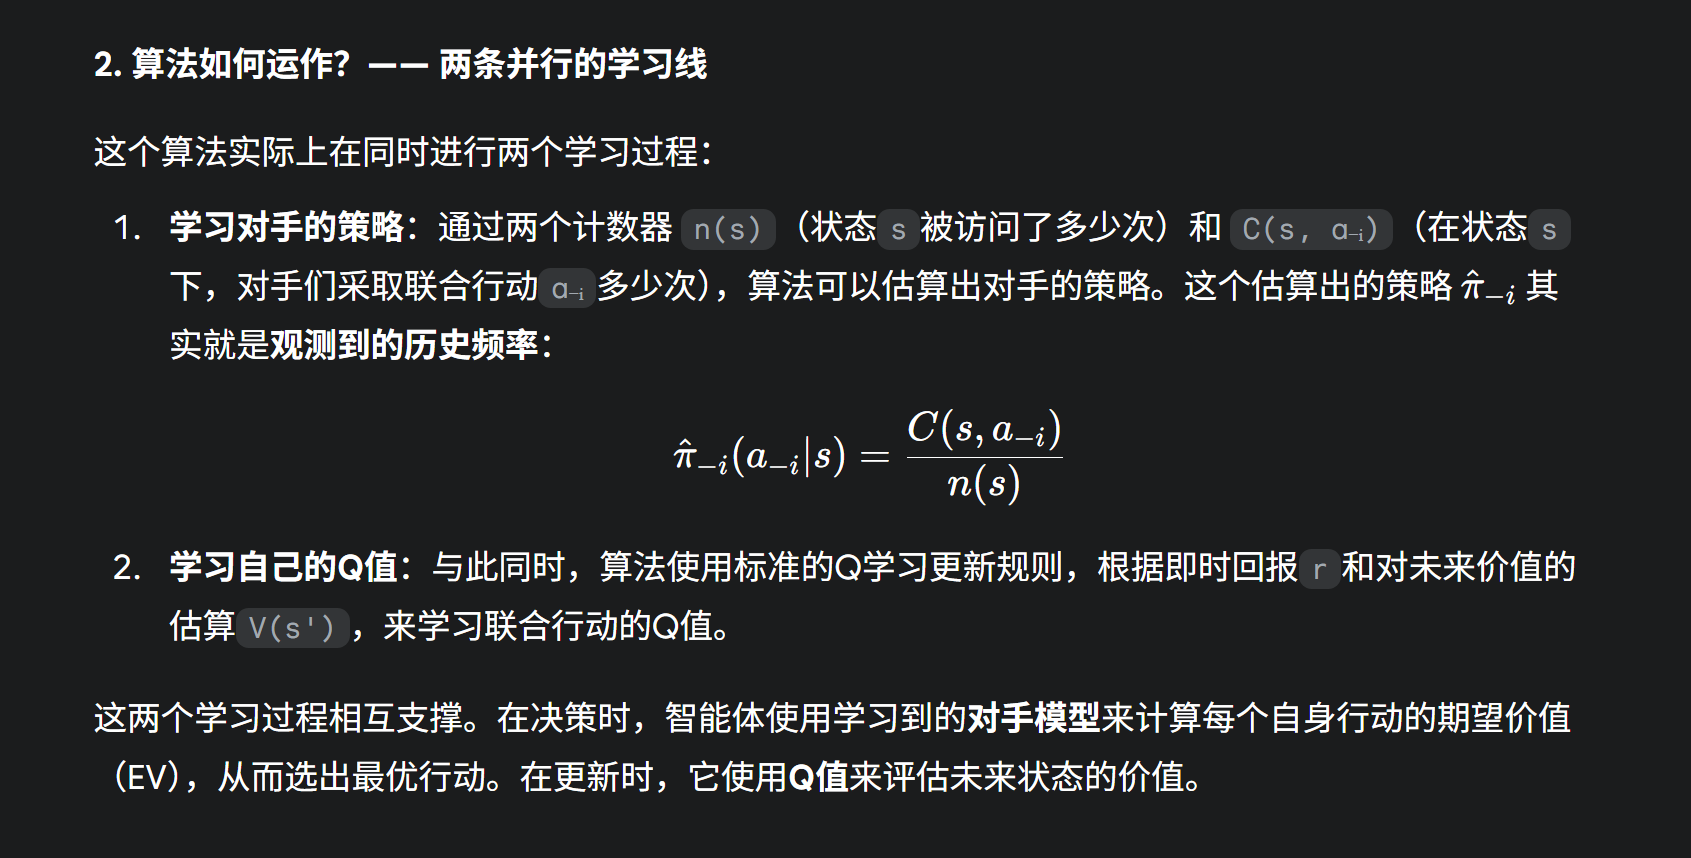 2. 算法如何运作？—— 两条并行的学习线
这个算法实际上在同时进行两个学习过程：
1. 学习对手的策略：通过两个计数器 n(s)（状态 s 被访问了多少次）和 C(s, a₋ᵢ)（在状态 s
下，对手们采取联合行动 a₋ᵢ 多少次），算法可以估算出对手的策略。这个估算出的策略 π̂₋ᵢ 其
实就是观测到的历史频率：
π̂₋ᵢ(a₋ᵢ|s) = C(s, a₋ᵢ) / n(s)
2. 学习自己的Q值：与此同时，算法使用标准的Q学习更新规则，根据即时回报 r 和对未来价值的
估算 V(s')，来学习联合行动的Q值。
这两个学习过程相互支撑。在决策时，智能体使用学习到的对手模型来计算每个自身行动的期望价值
（EV），从而选出最优行动。在更新时，它使用Q值来评估未来状态的价值。